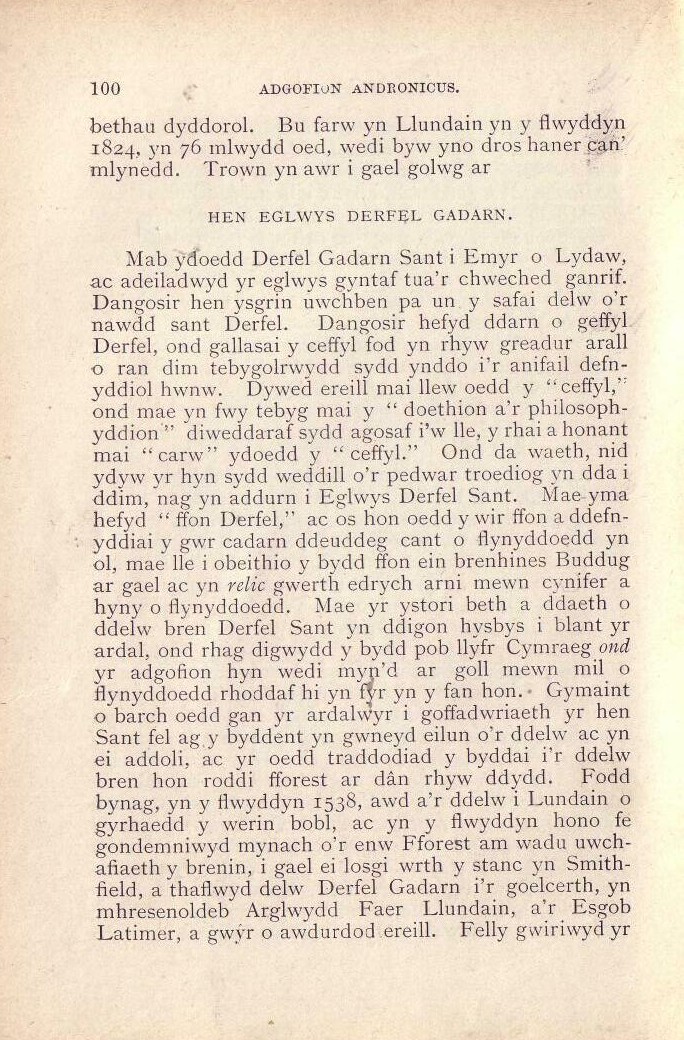 100 ADGOFION ANDRONICUS.
bethau dyddorol. Bu farw yn Llundain yn y flwyddyn
1824, yn 76 mlwydd oed, wedi byw yno dros haner can'
mlynedd. Trown yn awr i gael golwg ar
HEN EGLWYS DERFEL GADARN.
Mab ydoedd Derfel Gadarn Sant i Emyr o Lydaw,
ac adeiladwyd yr eglwys gyntaf tua'r chweched ganrif.
Dangosir hen ysgrin uwchben pa un y safai delw o'r
nawdd sant Derfel. Dangosir hefyd ddarn o geffyl
Derfel, ond gallasai y ceffyl fod yn rhyw greadur arall
o ran dim tebygolrwydd sydd ynddo i'r anifail defn-
yddiol hwnw. Dywed ereill mai llew oedd y "ceffyl,"
ond mae yn fwy tebyg mai y "doethion a'r philosoph-
yddion" diweddaraf sydd agosaf i'w lle, y rhai a honant
mai "carw" ydoedd y "ceffyl." Ond da waeth, nid
ydyw yr hyn sydd weddill o'r pedwar troediog yn dda i
ddim, nag yn addurn i Eglwys Derfel Sant. Mae yma
hefyd "ffon Derfel," ac os hon oedd y wir ffon a ddefn-
yddiai y gwr cadarn ddeuddeg cant o flynyddoedd yn
ol, mae lle i obeithio y bydd ffon ein brenhines Buddug
ar gael ac yn relic gwerth edrych arni mewn cynifer a
hyny o flynyddoedd. Mae yr ystori beth a ddaeth o
ddelw bren Derfel Sant yn ddigon hysbys i blant yr
ardal, ond rhag digwydd y bydd pob llyfr Cymraeg ond
yr adgofion hyn wedi myn'd ar goll mewn mil o
flynyddoedd rhoddaf hi yn fyr yn y fan hon. Gymaint
o barch oedd gan yr ardalwyr i goffadwriaeth yr hen
Sant fel ag y byddent yn gwneyd eilun o'r ddelw ac yn
ei addoli, ac yr oedd traddodiad y byddai i'r ddelw
bren hon roddi fforest ar dân rhyw ddydd. Fodd
bynag, yn y flwyddyn 1538, awd a'r ddelw i Lundain o
gyrhaedd y werin bobl, ac yn y flwyddyn hono fe
gondemniwyd mynach o'r enw Fforest am wadu uwch-
afiaeth y brenin, i gael ei losgi wrth y stanc yn Smith-
field, a thaflwyd delw Derfel Gadarn i'r goelcerth, yn
mhresenoldeb Arglwydd Faer Llundain, a'r Esgob
Latimer, a gwŷr o awdurdod ereill. Felly gwiriwyd yr